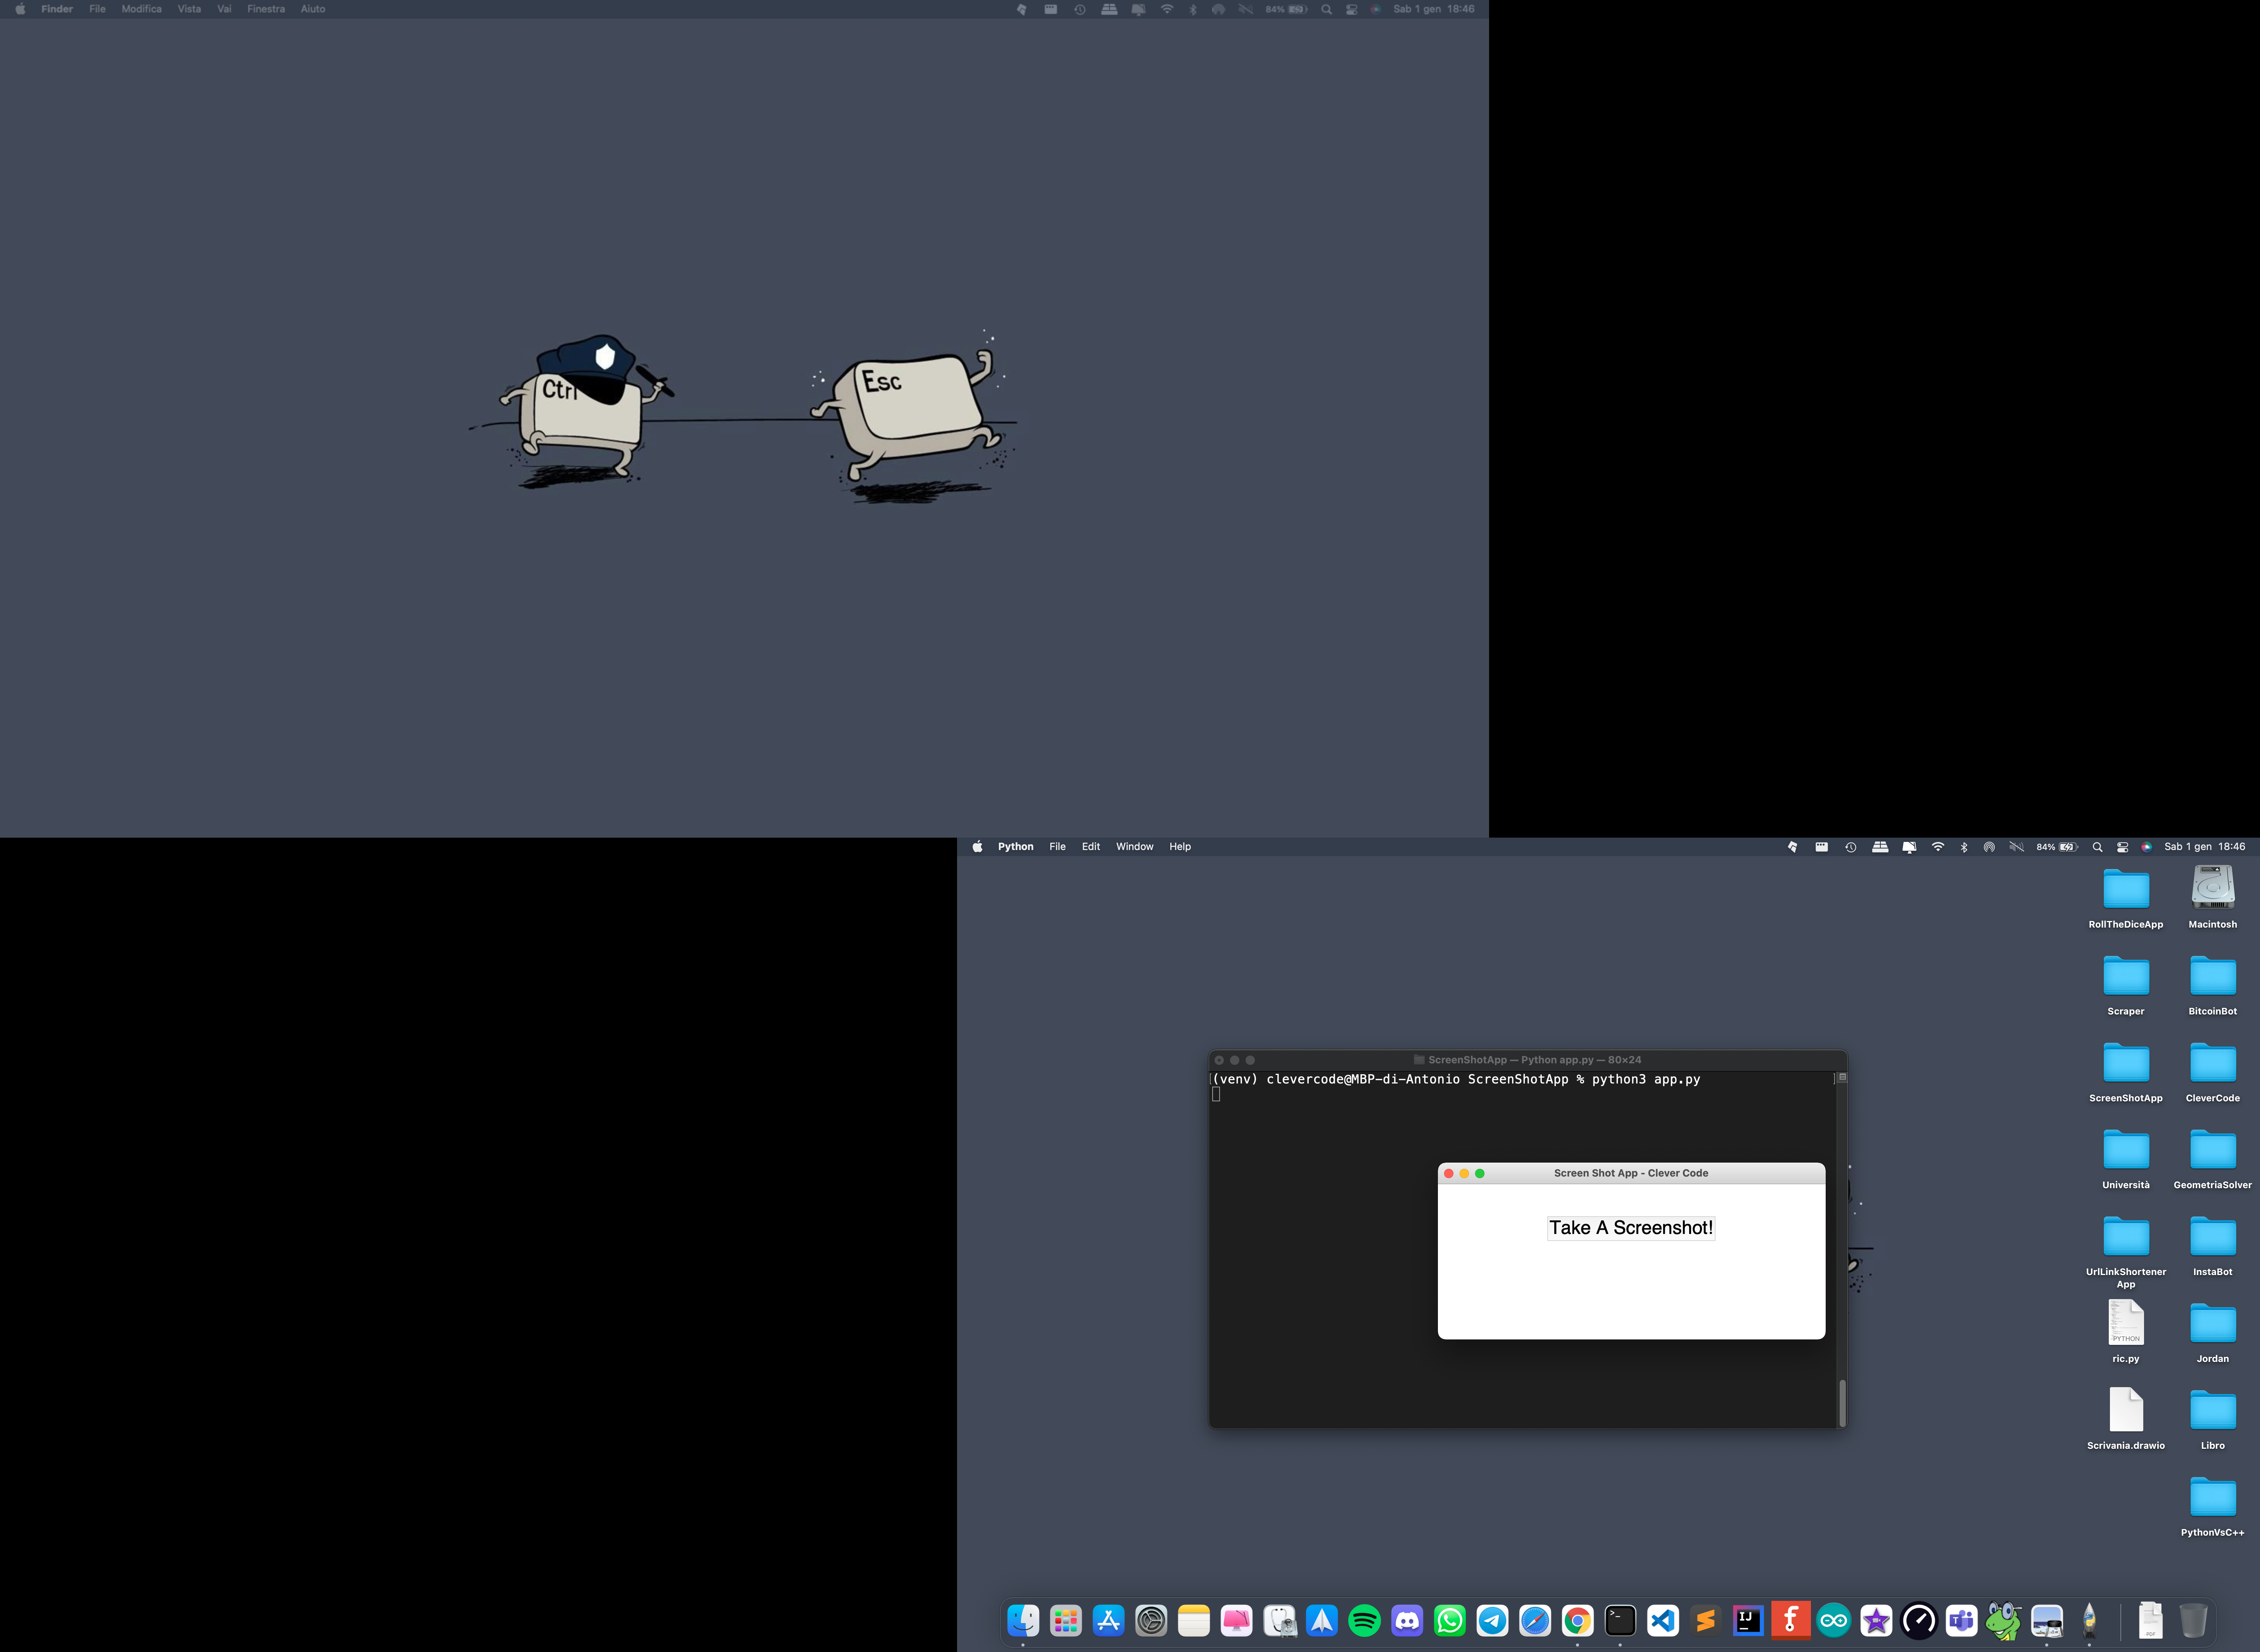 Finder File Modifica Vista Vai Finestra Aiuto 84% Sab 1 gen 18:46
Ctrl
Esc
Python File Edit Window Help 84% Sab 1 gen 18:46
RollTheDiceApp Macintosh
Scraper BitcoinBot
ScreenShotApp — Python app.py — 80×24
(venv) clevercode@MBP-di-Antonio ScreenShotApp % python3 app.py
ScreenShotApp CleverCode
Screen Shot App - Clever Code
Università GeometriaSolver
Take A Screenshot!
UrlLinkShortener InstaBot
App
PYTHON
ric.py Jordan
Scrivania.drawio Libro
PythonVsC++
>_
IJ
f
T
PDF